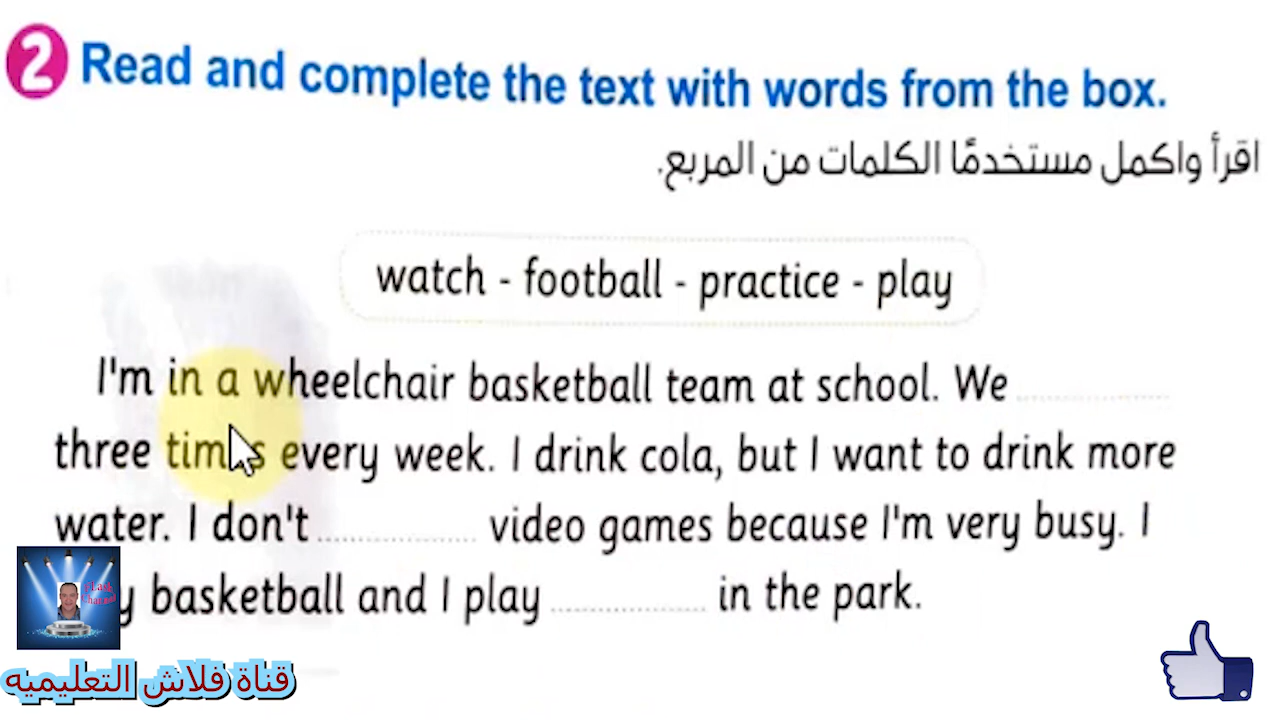 2 Read and complete the text with words from the box.
اقرأ واكمل مستخدمًا الكلمات من المربع.
watch - football - practice - play
I'm in a wheelchair basketball team at school. We ....................
three times every week. I drink cola, but I want to drink more
water. I don't .................... video games because I'm very busy. I
basketball and I play .................... in the park.
قناة فلاش التعليميه